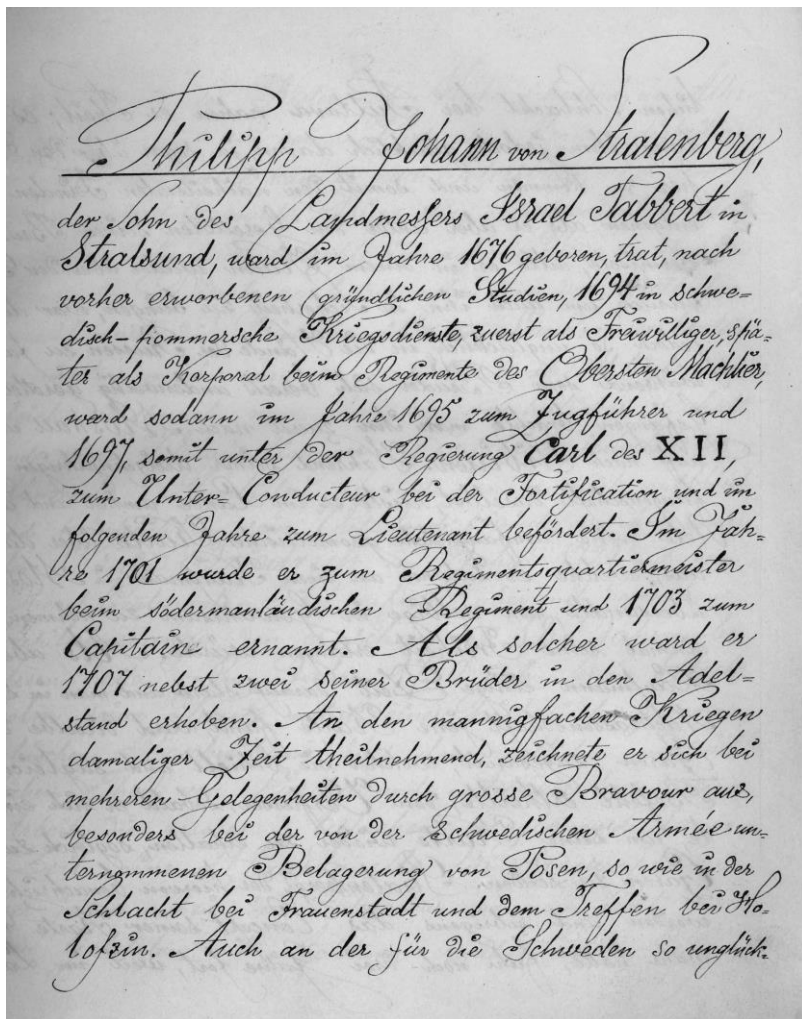 Philipp Johann von Stralenberg,
der Sohn des Landmessers Israel Tabbert in
Stralsund, ward im Jahre 1676 geboren, trat, nach
vorher erworbenen gründlichen Studien, 1694 in schwe-
disch-pommersche Kriegsdienste, zuerst als Freiwilliger, spä-
ter als Korporal beim Regimente des Obersten Machlier,
ward sodann im Jahre 1695 zum Zugführer und
1697, somit unter der Regierung Carl des XII,
zum Unter-Conducteur bei der Fortification und im
folgenden Jahre zum Lieutenant befördert. Im Jah-
re 1701 wurde er zum Regimentsquartiermeister
beim södermanländischen Regiment und 1703 zum
Capitain ernannt. Als solcher ward er
1707 nebst zwei seiner Brüder in den Adel-
stand erhoben. An den mannigfachen Kriegen
damaliger Zeit theilnehmend, zeichnete er sich bei
mehreren Gelegenheiten durch grosse Bravour aus,
besonders bei der von der schwedischen Armée un-
ternommenen Belagerung von Posen, so wie in der
Schlacht bei Frauenstadt und dem Treffen bei Ho-
lofzin. Auch an der für die Schweden so unglück-